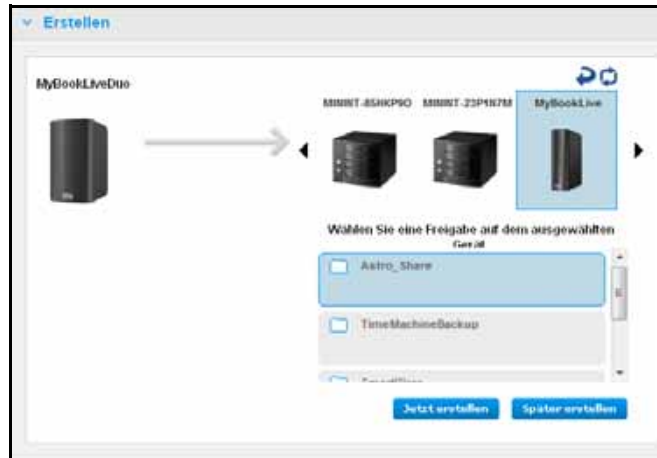 Erstellen
MyBookLiveDuo
MININT-85HKP9O MININT-23P1N7M MyBookLive
Wählen Sie eine Freigabe auf dem ausgewählten
Gerät
Astro_Share
TimeMachineBackup
Jetzt erstellen Später erstellen